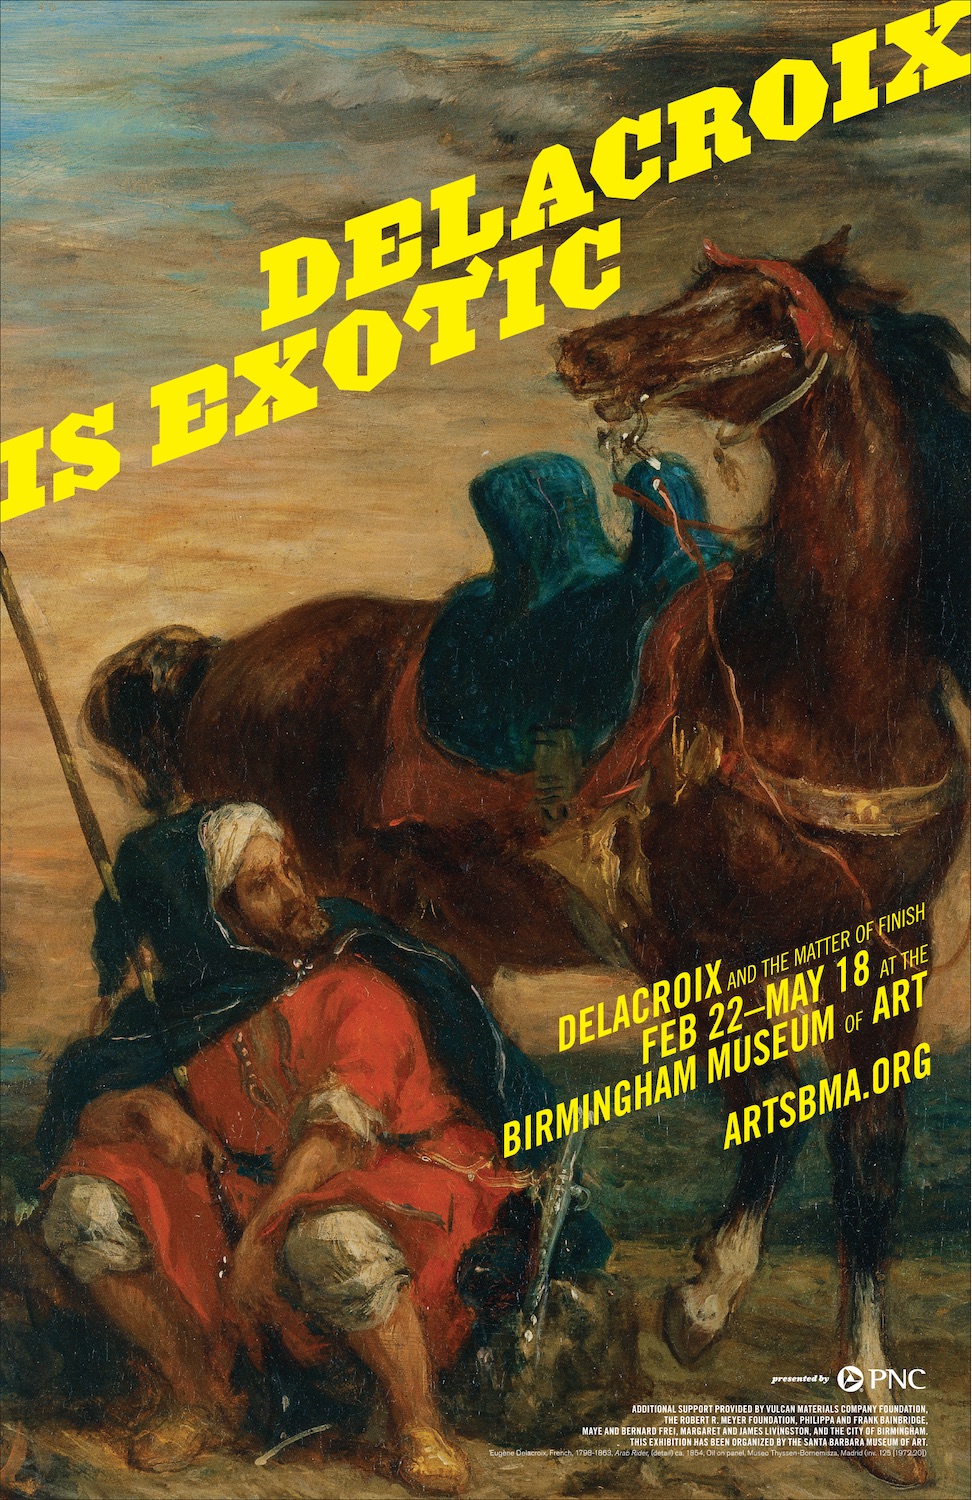 DELACROIX
IS EXOTIC
DELACROIX AND THE MATTER OF FINISH
FEB 22–MAY 18 AT THE
BIRMINGHAM MUSEUM OF ART
ARTSBMA.ORG
presented by PNC
ADDITIONAL SUPPORT PROVIDED BY VULCAN MATERIALS COMPANY FOUNDATION,
THE ROBERT R. MEYER FOUNDATION, PHILIPPA AND FRANK BAINBRIDGE,
MAYE AND BERNARD FREI, MARGARET AND JAMES LIVINGSTON, AND THE CITY OF BIRMINGHAM.
THIS EXHIBITION HAS BEEN ORGANIZED BY THE SANTA BARBARA MUSEUM OF ART.
Eugène Delacroix, French, 1798-1863, Arab Rider, (detail) ca. 1854, Oil on panel, Museo Thyssen-Bornemisza, Madrid (inv. 125 [1972.20])